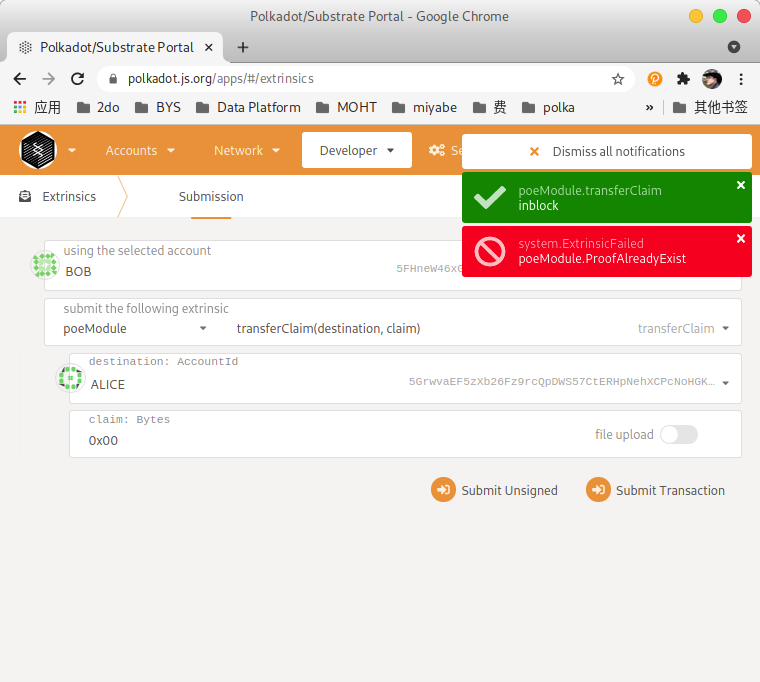 Polkadot/Substrate Portal - Google Chrome
Polkadot/Substrate Portal
polkadot.js.org/apps/#/extrinsics
应用 2do BYS Data Platform MOHT miyabe 费 polka » 其他书签
Accounts Network Developer Se
Dismiss all notifications
poeModule.transferClaim
inblock
system.ExtrinsicFailed
poeModule.ProofAlreadyExist
Extrinsics Submission
using the selected account
BOB 5FHneW46x
submit the following extrinsic
poeModule transferClaim(destination, claim) transferClaim
destination: AccountId
ALICE 5GrwvaEF5zXb26Fz9rcQpDWS57CtERHpNehXCPcNoHGK…
claim: Bytes
0x00 file upload
Submit Unsigned Submit Transaction